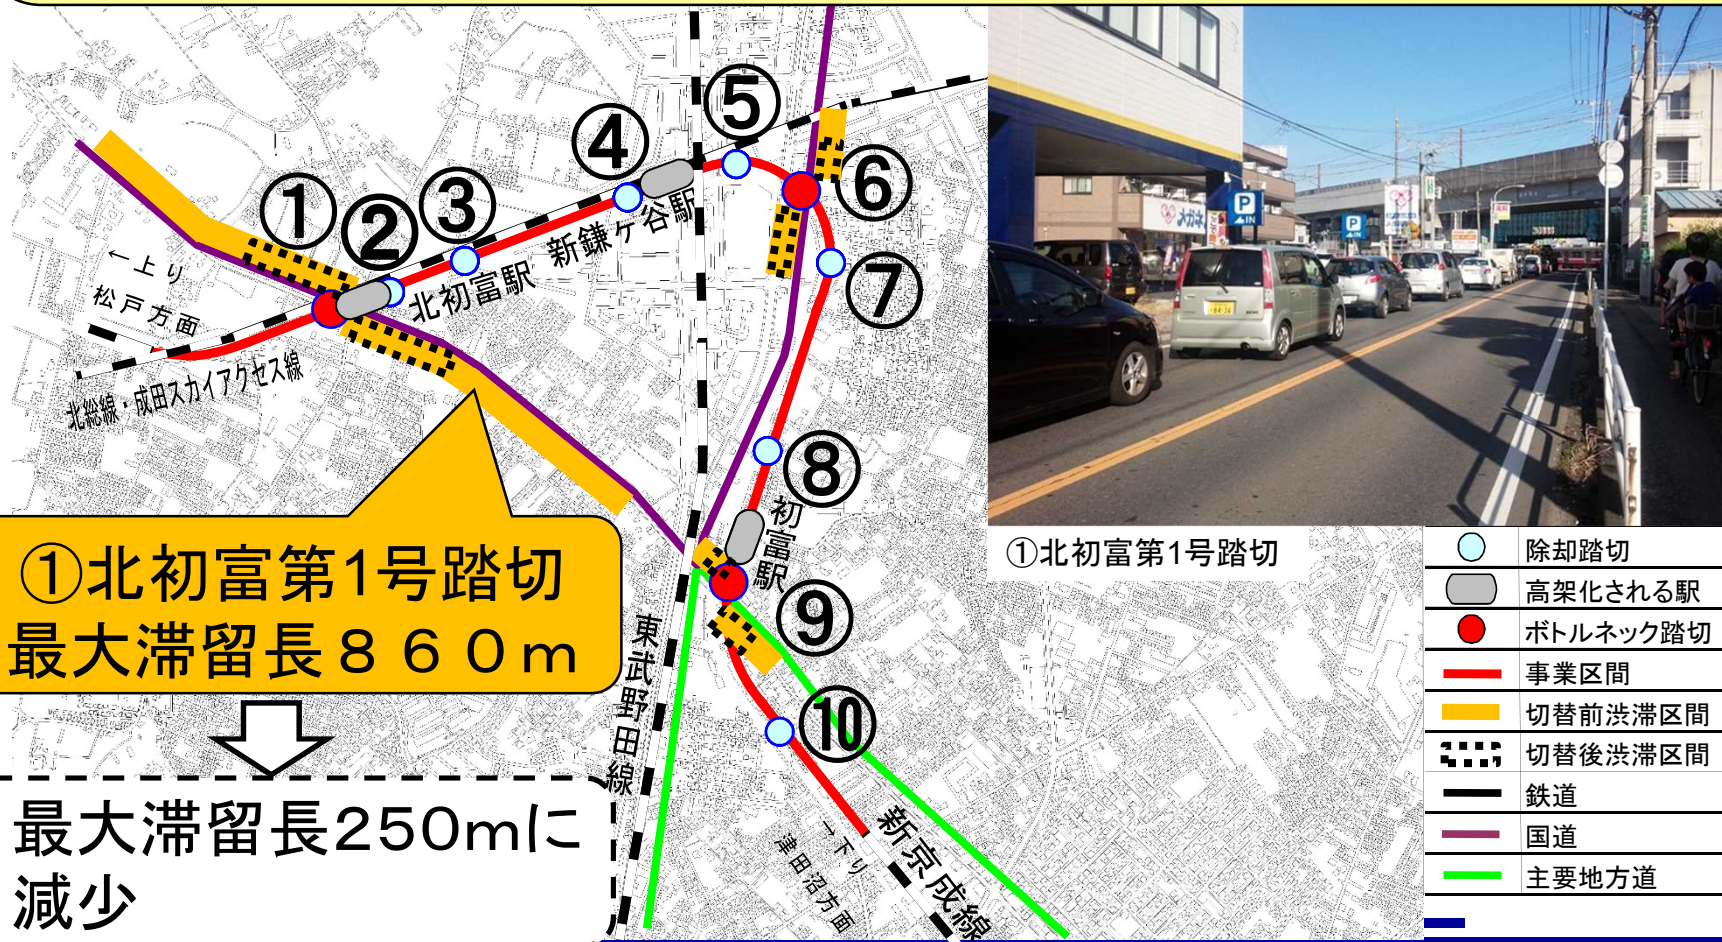 ①
②
③
④
⑤
⑥
⑦
⑧
⑨
⑩
←上り
松戸方面
北総線・成田スカイアクセス線
北初富駅
新鎌ヶ谷駅
初富駅
東武野田線
→下り
津田沼方面
新京成線
①北初富第1号踏切
最大滞留長８６０ｍ
最大滞留長250mに
減少
P
IN
P
①北初富第1号踏切
除却踏切
高架化される駅
ボトルネック踏切
事業区間
切替前渋滞区間
切替後渋滞区間
鉄道
国道
主要地方道